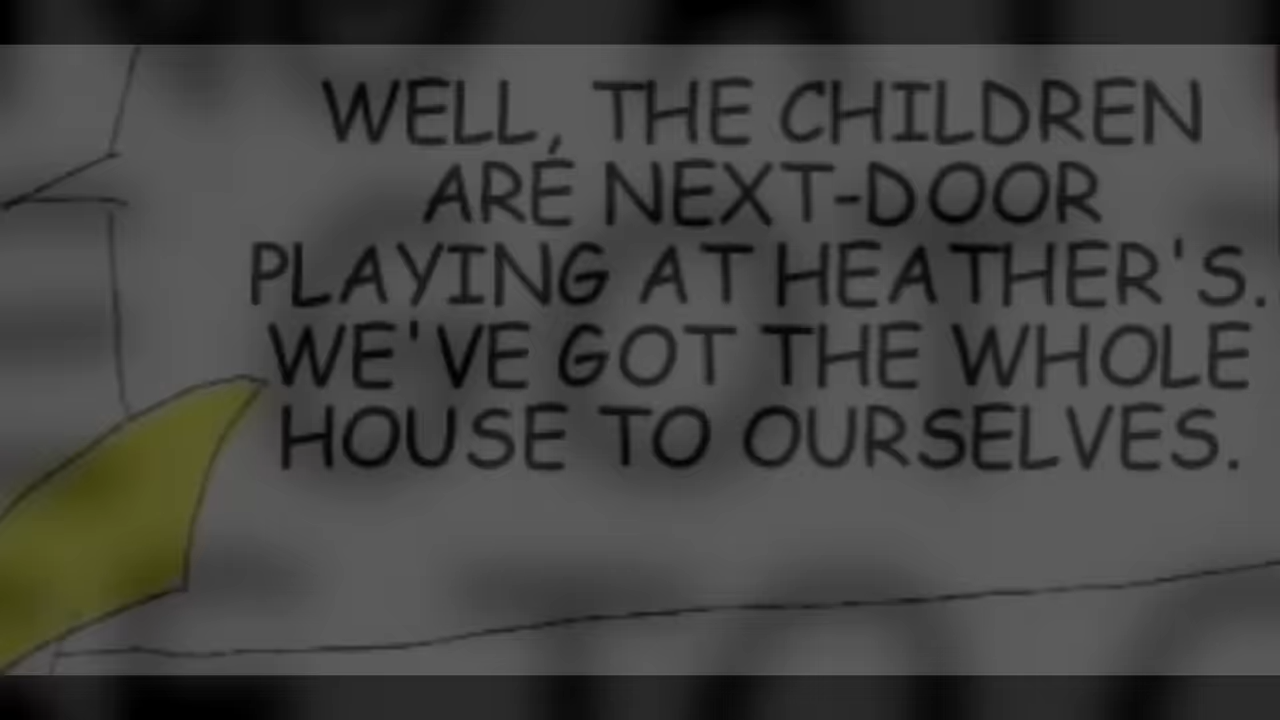 WELL, THE CHILDREN
ARE NEXT-DOOR
PLAYING AT HEATHER'S.
WE'VE GOT THE WHOLE
HOUSE TO OURSELVES.